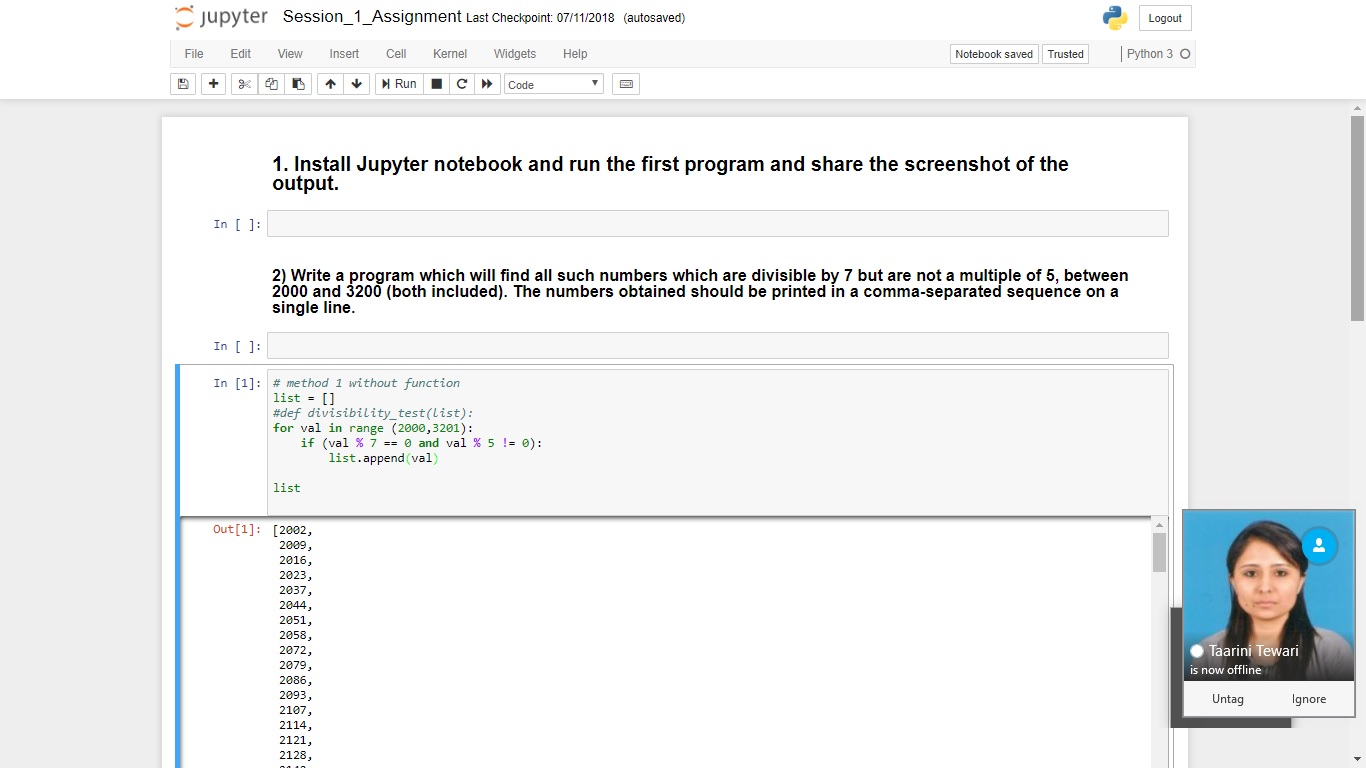 jupyter Session_1_Assignment Last Checkpoint: 07/11/2018 (autosaved)
Logout
File Edit View Insert Cell Kernel Widgets Help
Notebook saved Trusted Python 3
Run Code
1. Install Jupyter notebook and run the first program and share the screenshot of the
output.
In [ ]:
2) Write a program which will find all such numbers which are divisible by 7 but are not a multiple of 5, between
2000 and 3200 (both included). The numbers obtained should be printed in a comma-separated sequence on a
single line.
In [ ]:
In [1]: # method 1 without function
list = []
#def divisibility_test(list):
for val in range (2000,3201):
    if (val % 7 == 0 and val % 5 != 0):
        list.append(val)
list
Out[1]: [2002,
2009,
2016,
2023,
2037,
2044,
2051,
2058,
2072,
2079,
2086,
2093,
2107,
2114,
2121,
2128,
Taarini Tewari
is now offline
Untag Ignore